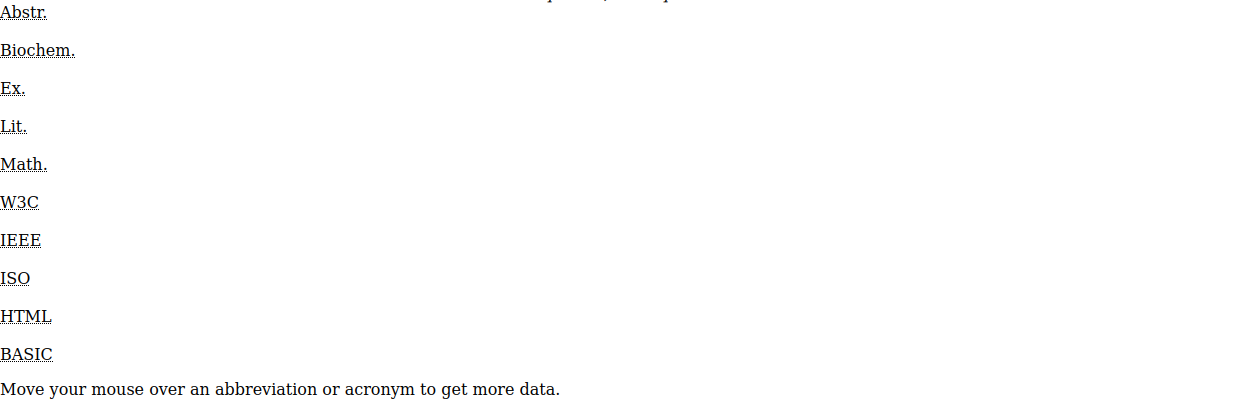 Abstr.
Biochem.
Ex.
Lit.
Math.
W3C
IEEE
ISO
HTML
BASIC
Move your mouse over an abbreviation or acronym to get more data.